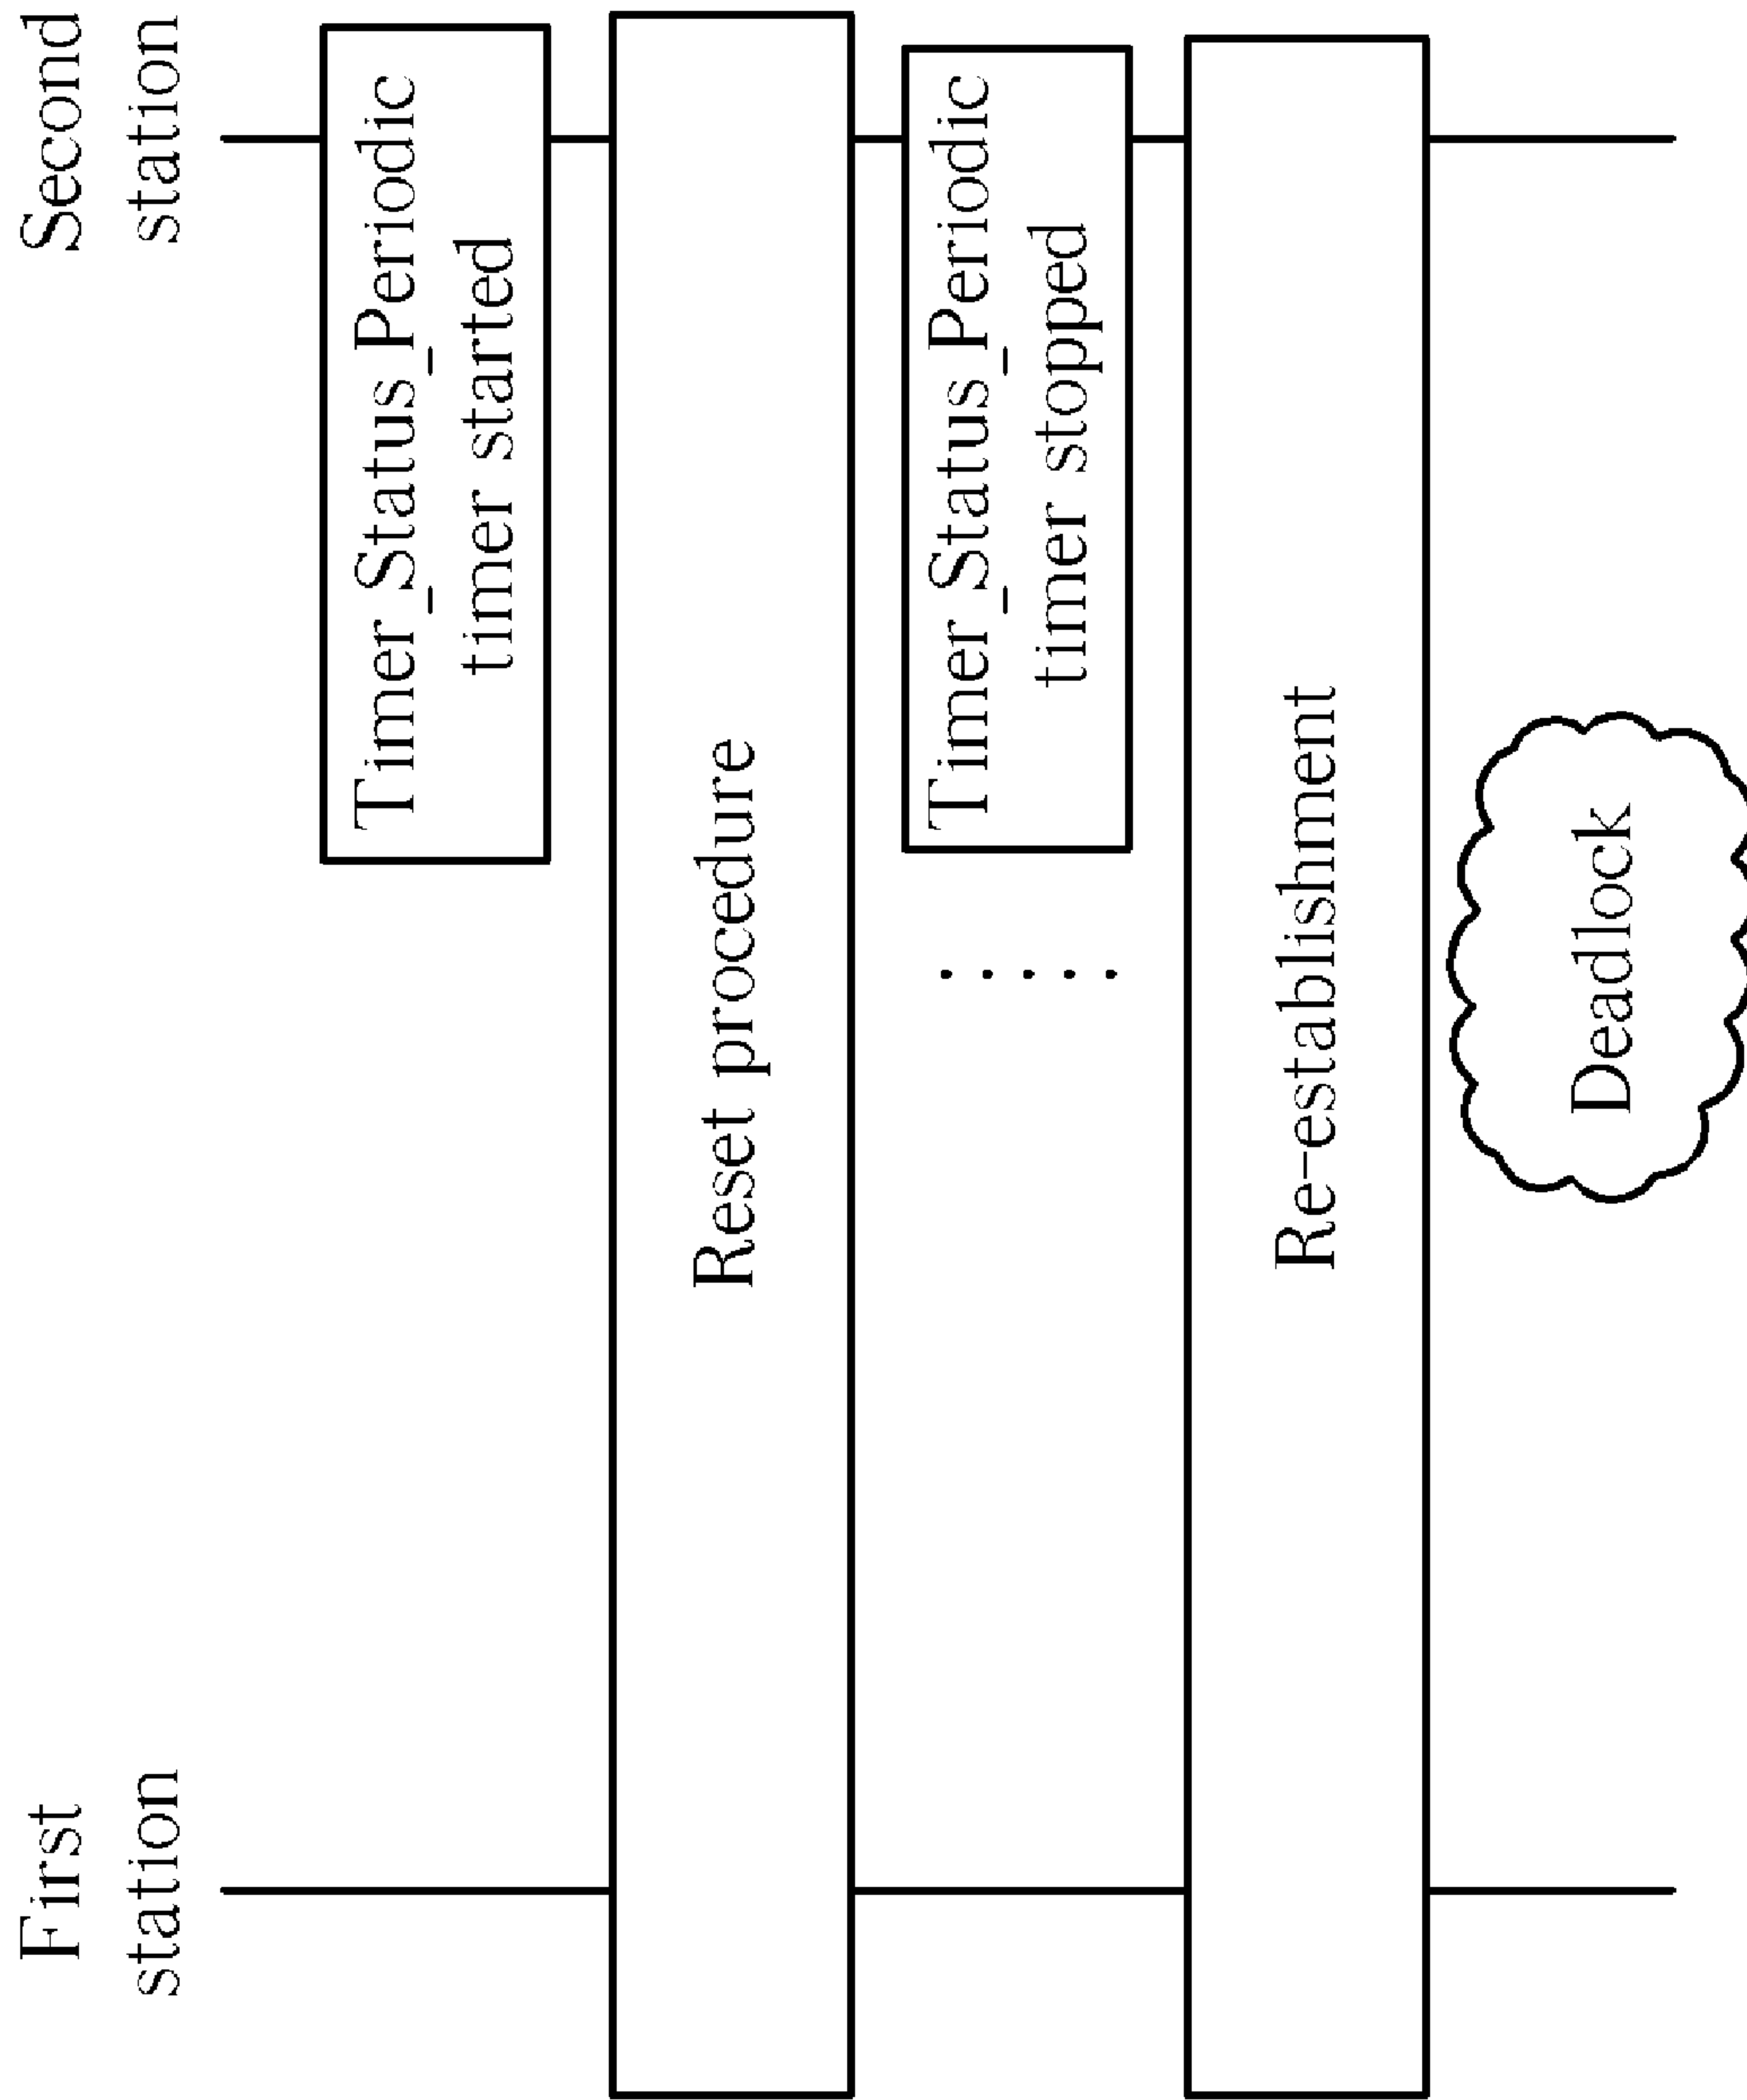 First
station
Second
station
Timer_Status_Periodic
timer started
Reset procedure
Timer_Status_Periodic
timer stopped
Re-establishment
Deadlock